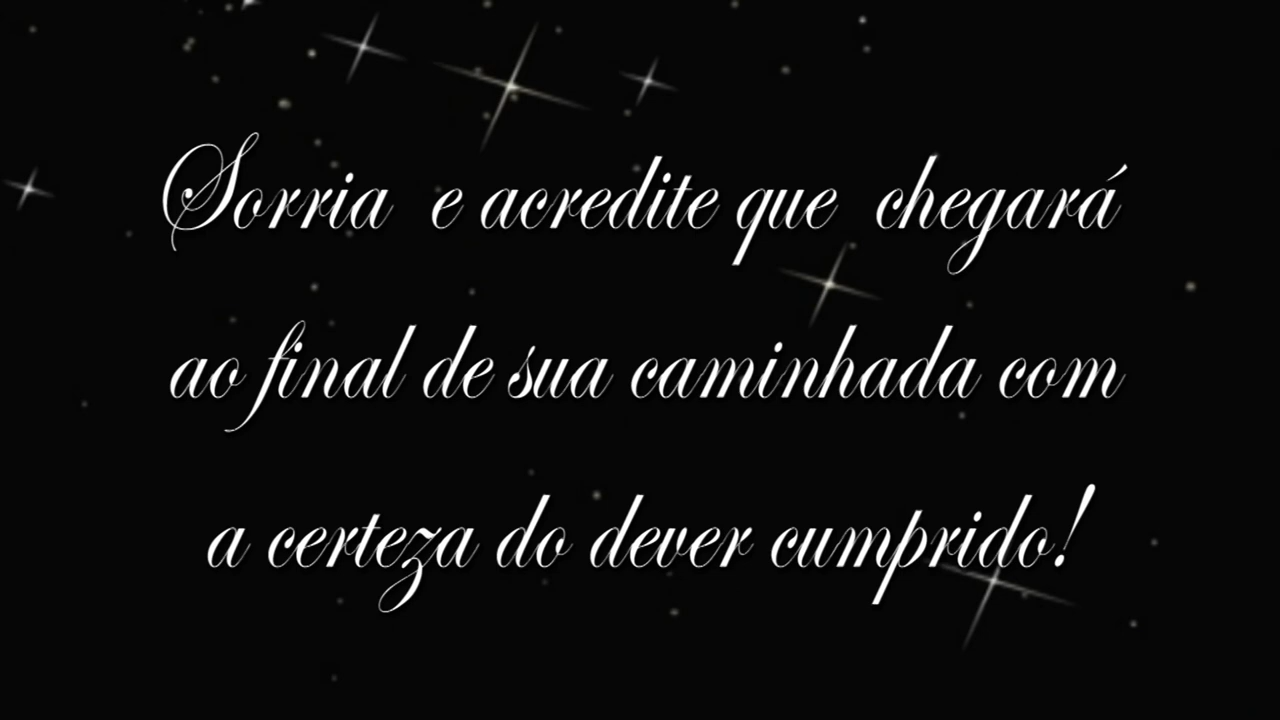 Sorria e acredite que chegará
ao final de sua caminhada com
a certeza do dever cumprido!